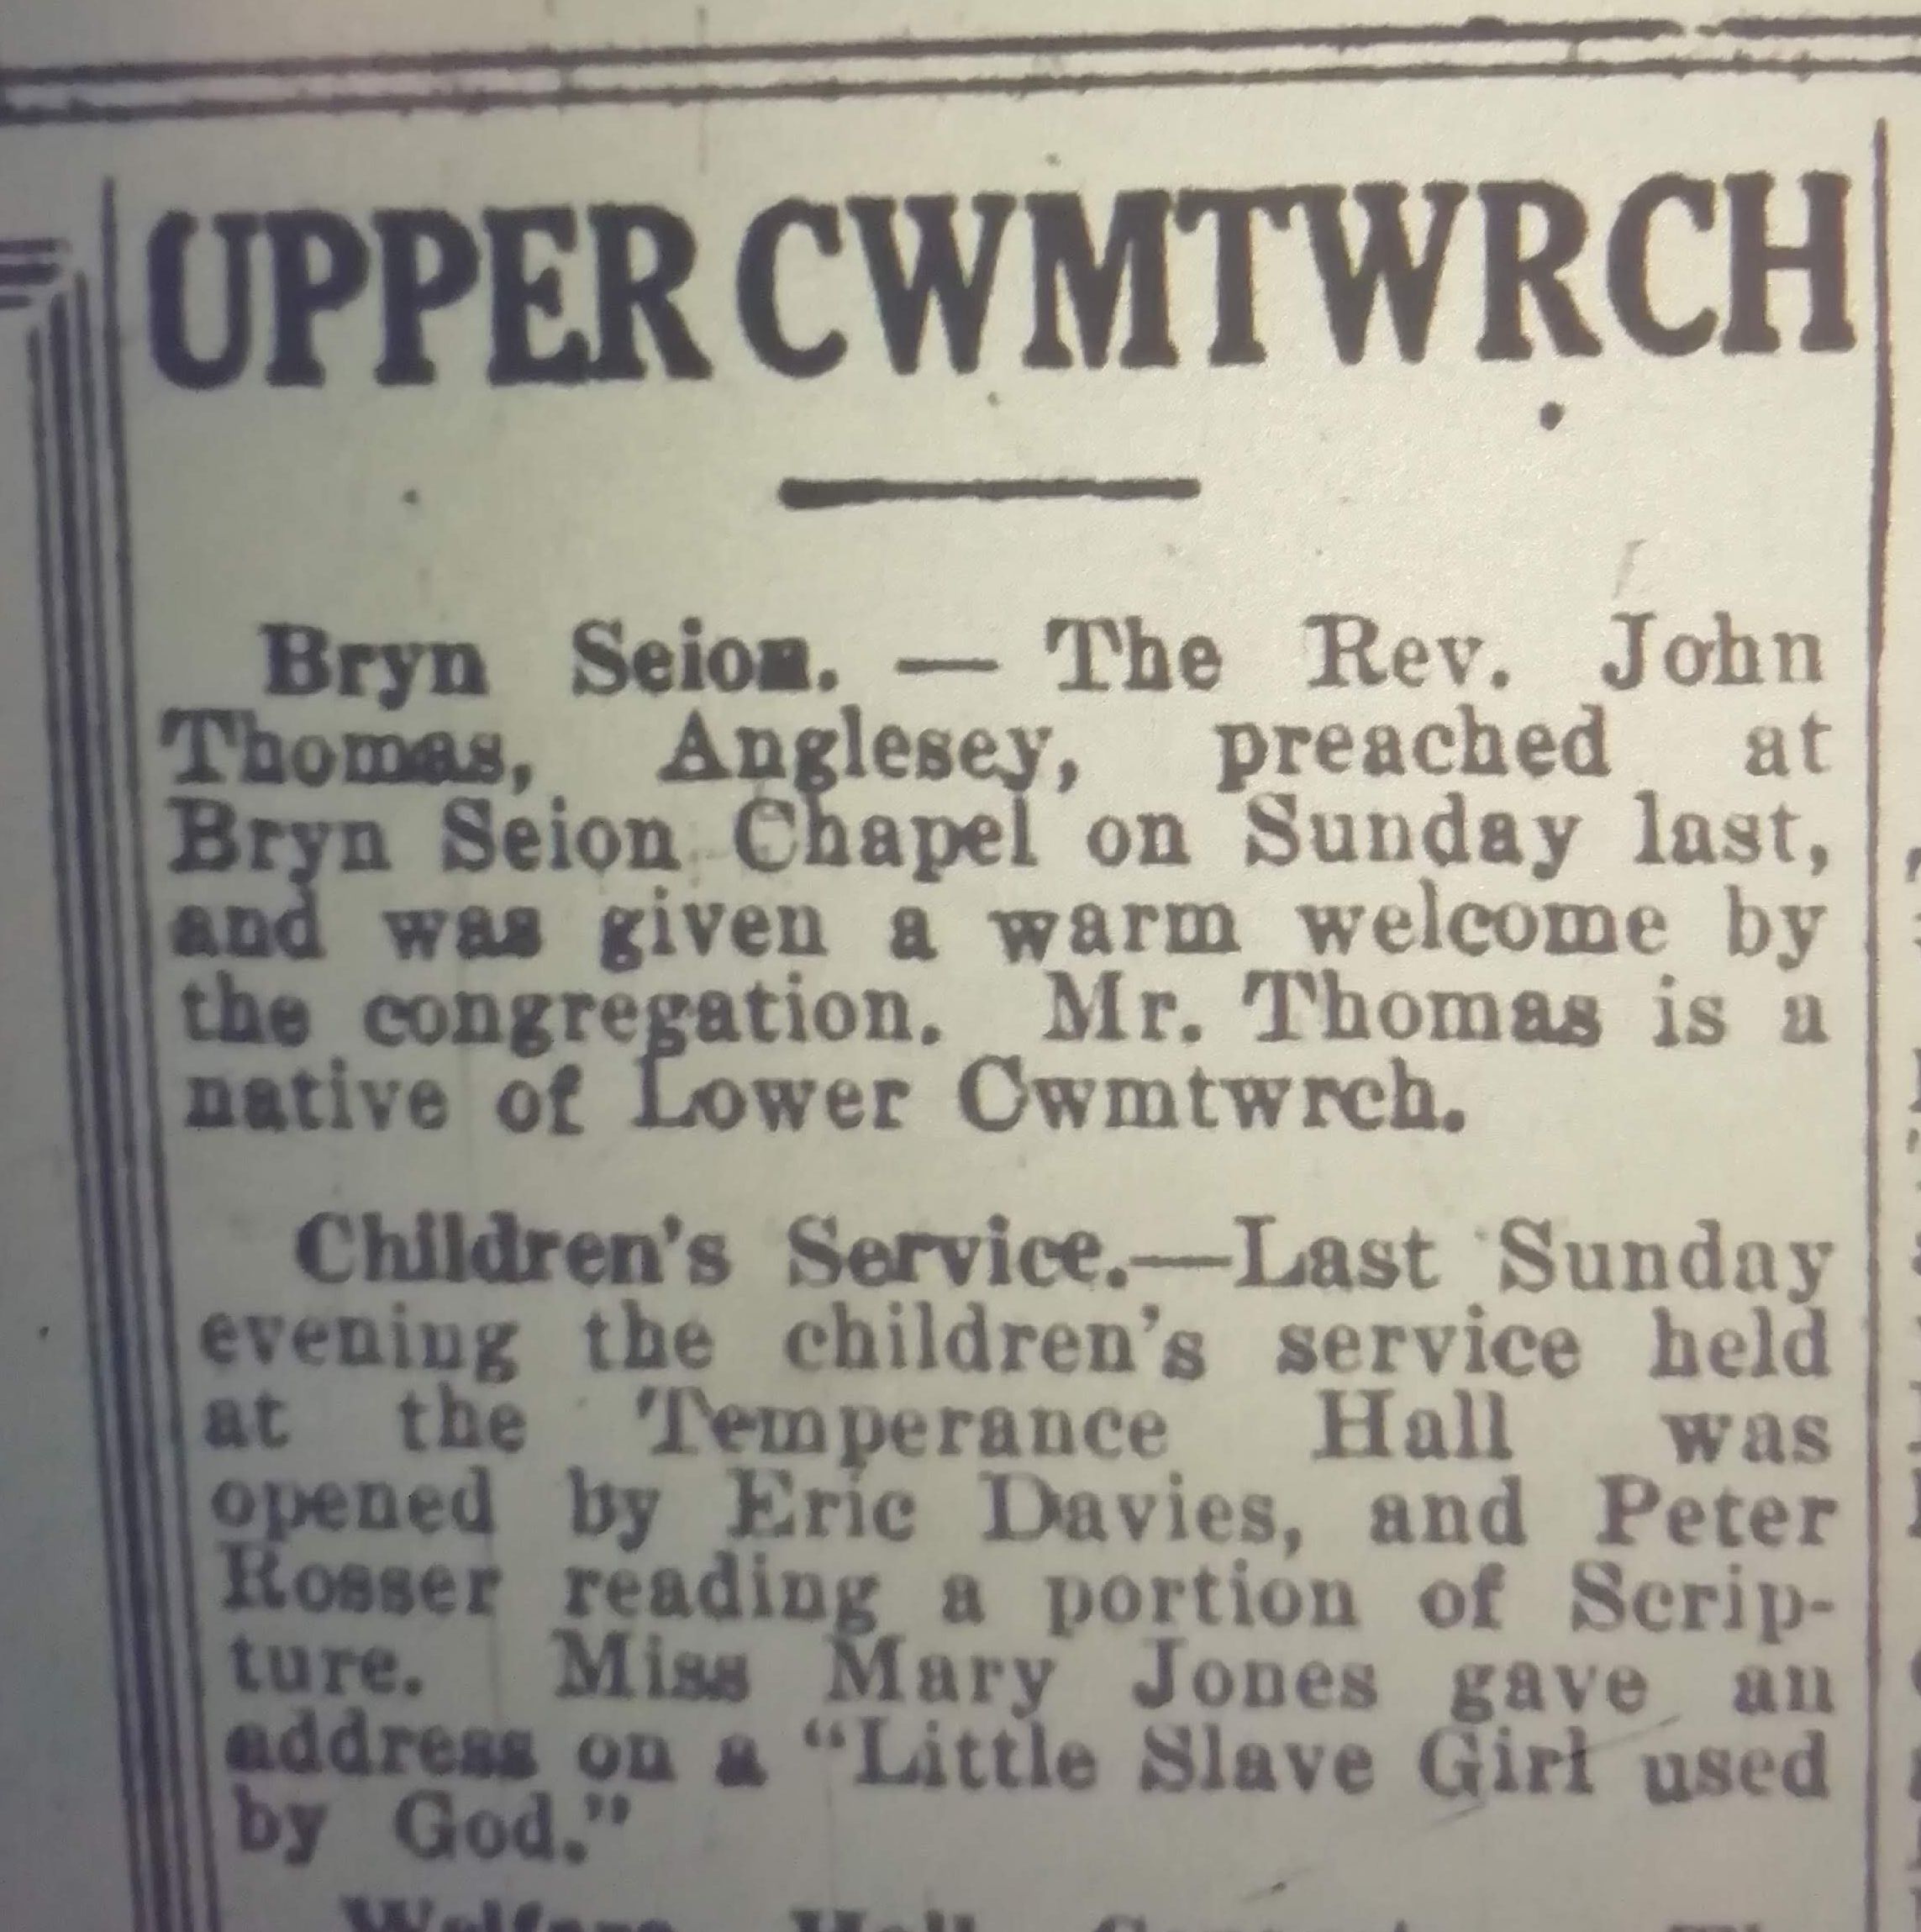 UPPER CWMTWRCH
Bryn Seion. — The Rev. John
Thomas, Anglesey, preached at
Bryn Seion Chapel on Sunday last,
and was given a warm welcome by
the congregation. Mr. Thomas is a
native of Lower Cwmtwrch.
Children's Service.—Last Sunday
evening the children's service held
at the Temperance Hall was
opened by Eric Davies, and Peter
Rosser reading a portion of Scrip-
ture. Miss Mary Jones gave an
address on a “Little Slave Girl used
by God.”
Welfare Hall